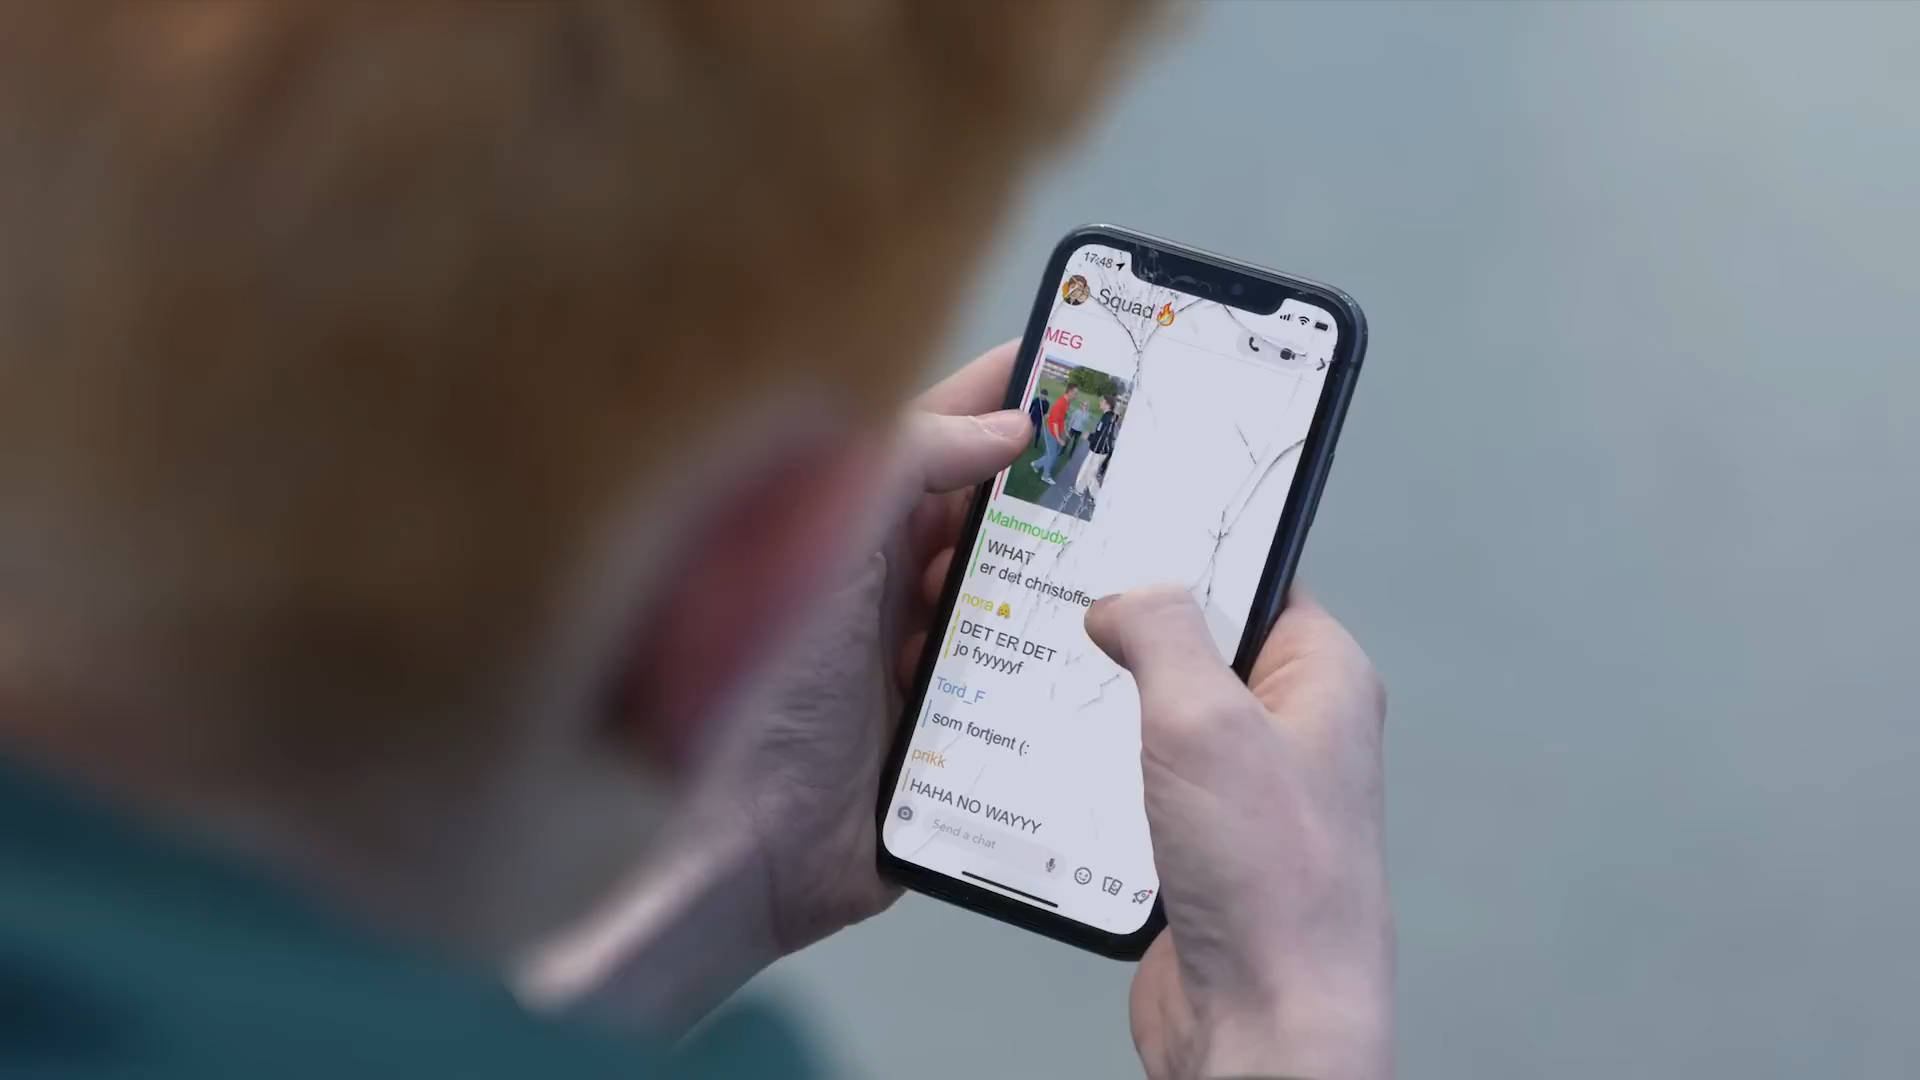 17:48
Squad🔥
MEG
Mahmoudx
WHAT
er det christoffer
nora
DET ER DET
jo fyyyyyf
Tord_F
som fortjent (:
prikk
HAHA NO WAYYY
Send a chat